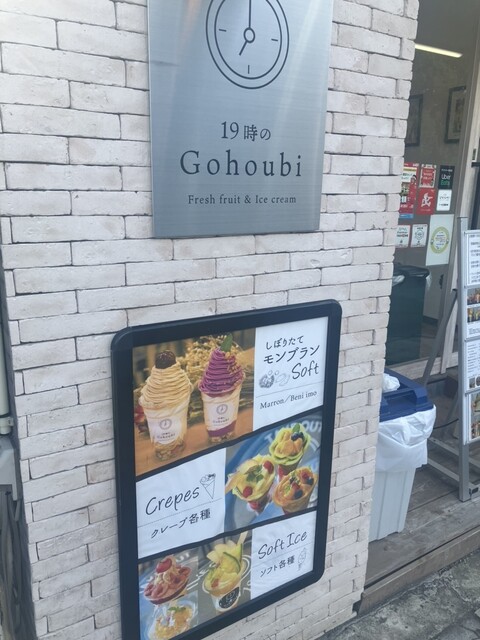 19時の
Gohoubi
Fresh fruit & Ice cream
しぼりたて
モンブラン
Soft
Marron／Beni imo
Crepes
クレープ各種
Soft Ice
ソフト各種